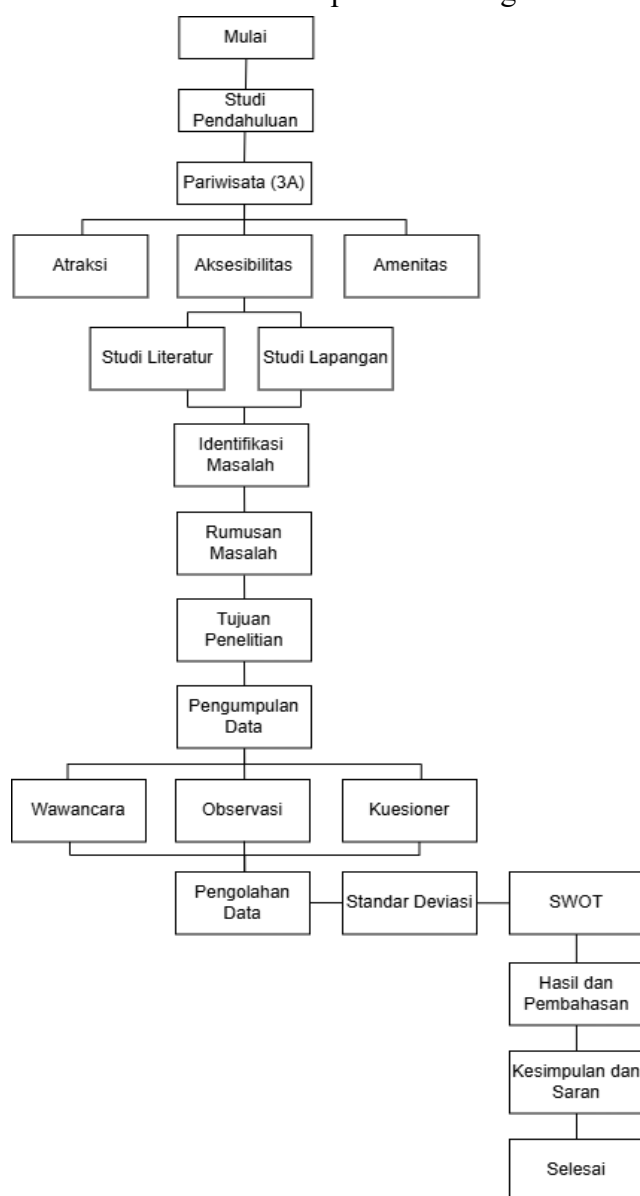 Mulai
Studi
Pendahuluan
Pariwisata (3A)
Atraksi
Aksesibilitas
Amenitas
Studi Literatur
Studi Lapangan
Identifikasi
Masalah
Rumusan
Masalah
Tujuan
Penelitian
Pengumpulan
Data
Wawancara
Observasi
Kuesioner
Pengolahan
Data
Standar Deviasi
SWOT
Hasil dan
Pembahasan
Kesimpulan dan
Saran
Selesai